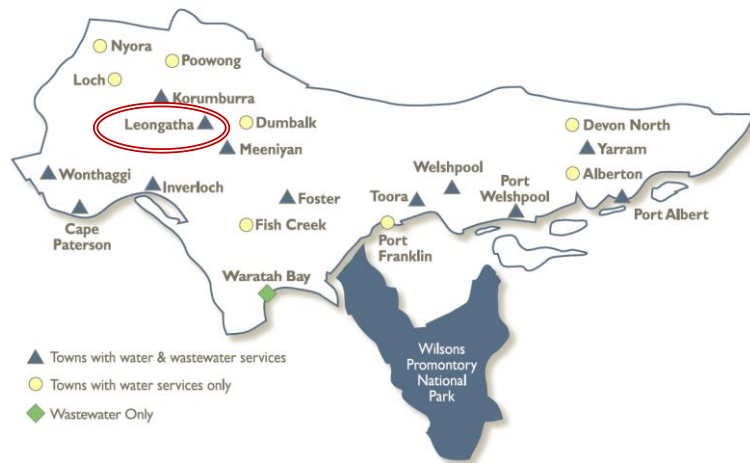 Nyora
Poowong
Loch
Korumburra
Leongatha
Dumbalk
Devon North
Meeniyan
Yarram
Welshpool
Wonthaggi
Inverloch
Foster
Toora
Port
Welshpool
Alberton
Cape
Paterson
Fish Creek
Port
Franklin
Port Albert
Waratah Bay
Wilsons
Promontory
National
Park
Towns with water & wastewater services
Towns with water services only
Wastewater Only